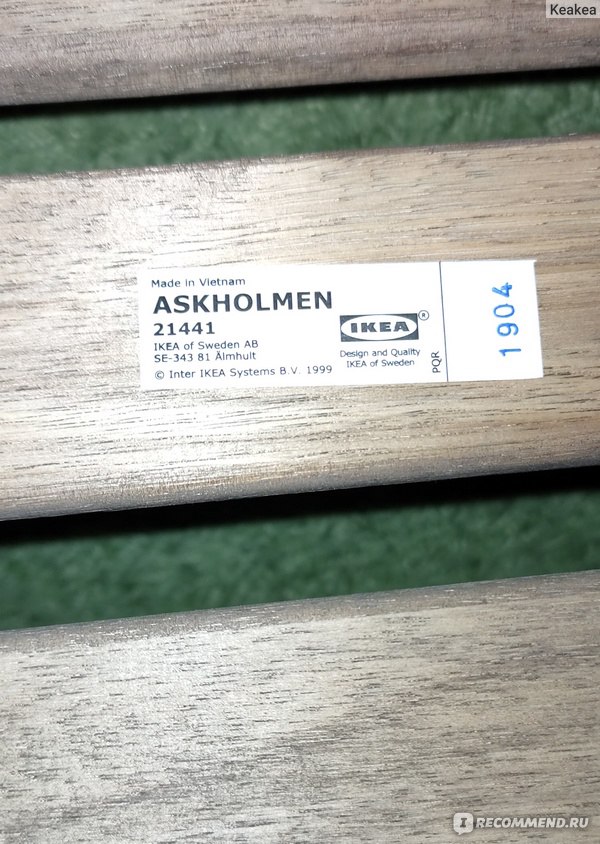 Keakea
Made in Vietnam
ASKHOLMEN
21441
IKEA of Sweden AB
SE-343 81 Älmhult
© Inter IKEA Systems B.V. 1999
IKEA®
Design and Quality
IKEA of Sweden
PQR
1904
IRECOMMEND.RU